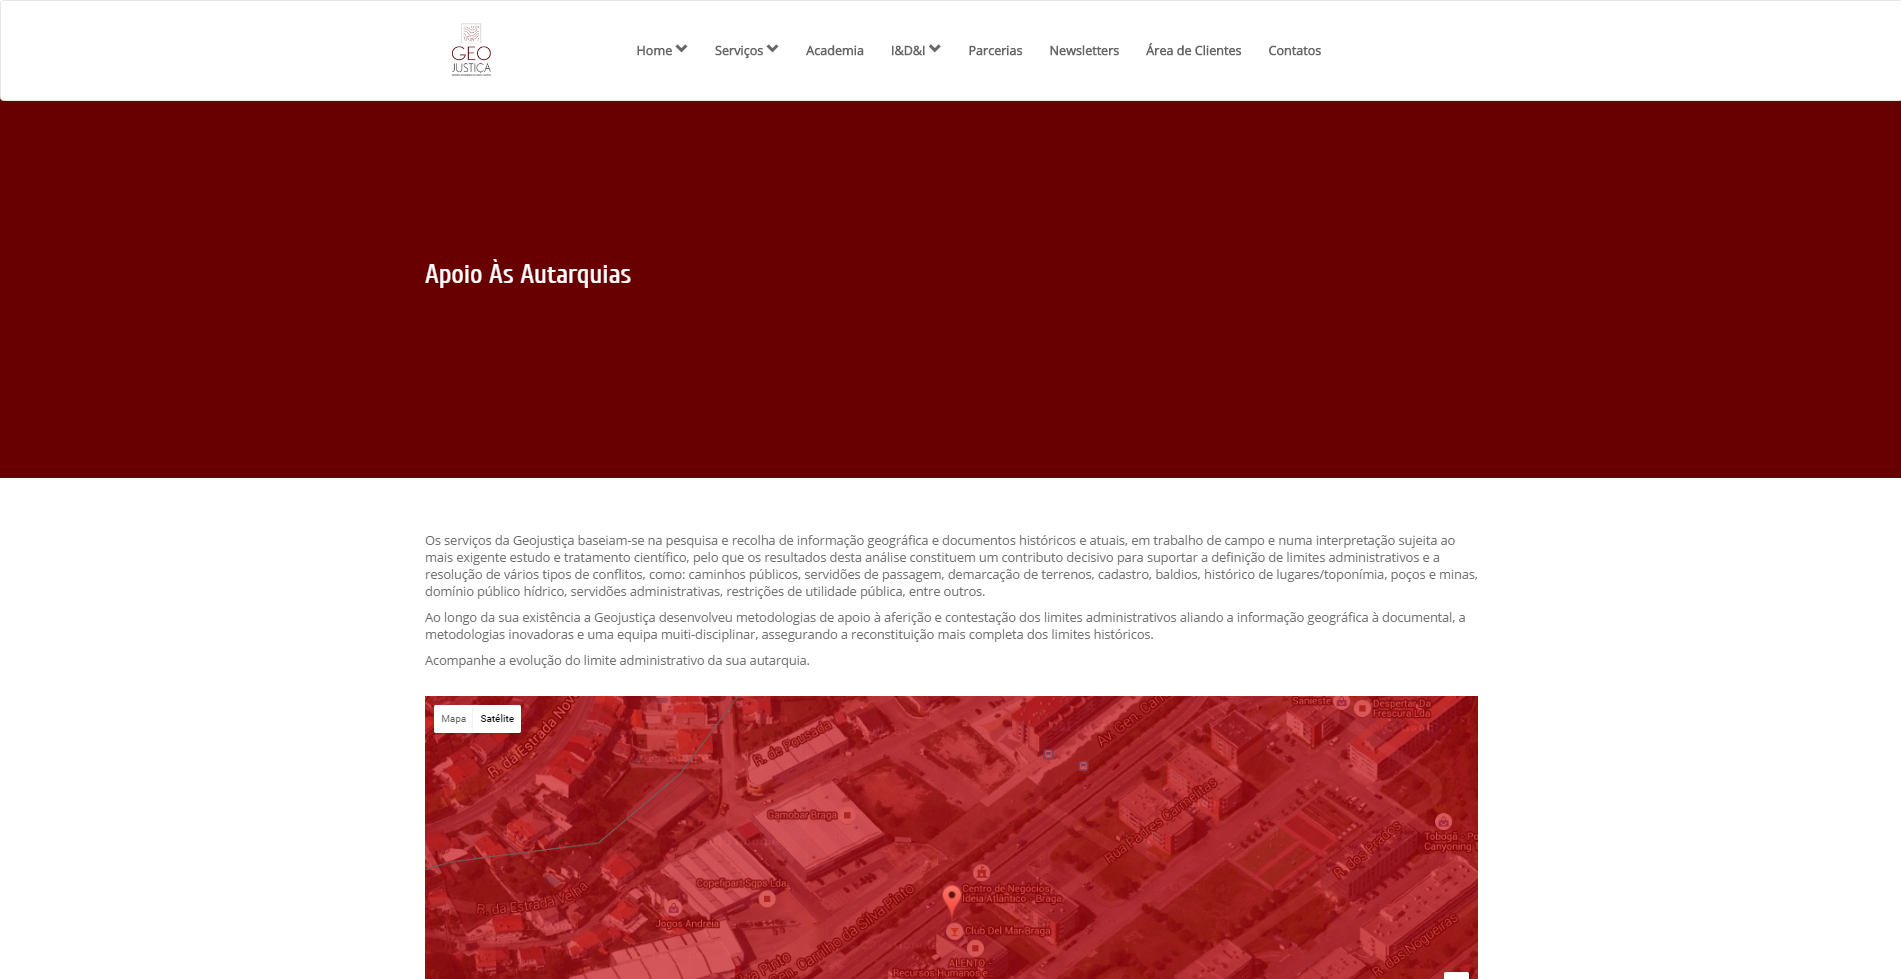 GEO
JUSTIÇA
Home
Serviços
Academia
I&D&I
Parcerias
Newsletters
Área de Clientes
Contatos
Apoio Às Autarquias
Os serviços da Geojustiça baseiam-se na pesquisa e recolha de informação geográfica e documentos históricos e atuais, em trabalho de campo e numa interpretação sujeita ao
mais exigente estudo e tratamento científico, pelo que os resultados desta análise constituem um contributo decisivo para suportar a definição de limites administrativos e a
resolução de vários tipos de conflitos, como: caminhos públicos, servidões de passagem, demarcação de terrenos, cadastro, baldios, histórico de lugares/toponímia, poços e minas,
domínio público hídrico, servidões administrativas, restrições de utilidade pública, entre outros.
Ao longo da sua existência a Geojustiça desenvolveu metodologias de apoio à aferição e contestação dos limites administrativos aliando a informação geográfica à documental, a
metodologias inovadoras e uma equipa muiti-disciplinar, assegurando a reconstituição mais completa dos limites históricos.
Acompanhe a evolução do limite administrativo da sua autarquia.
Mapa
Satélite
R. da Estrada Nov
R. de Pousada
Av. Gen. Cam
Sanieste
Despertar Da
Frescura Lda
Gamobar Braga
Rua Padres Carmelitas
R. dos Prados
Tobogã - Po
Canyoning T
Copefipart Sgps Lda
R. da Estrada Velha
Jogos Andreia
Centro de Negócios
Ideia Atlântico - Braga
Club Del Mar Braga
Gen. Camilho da Silva Pinto
Silva Pinto
ALENTO -
Recursos Humanos e...
R. das Nogueiras